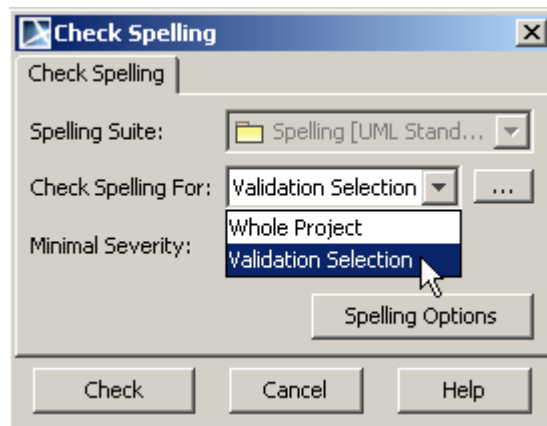 Check Spelling
Check Spelling
Spelling Suite: Spelling [UML Stand...
Check Spelling For: Validation Selection ...
Whole Project
Minimal Severity:
Validation Selection
Spelling Options
Check Cancel Help